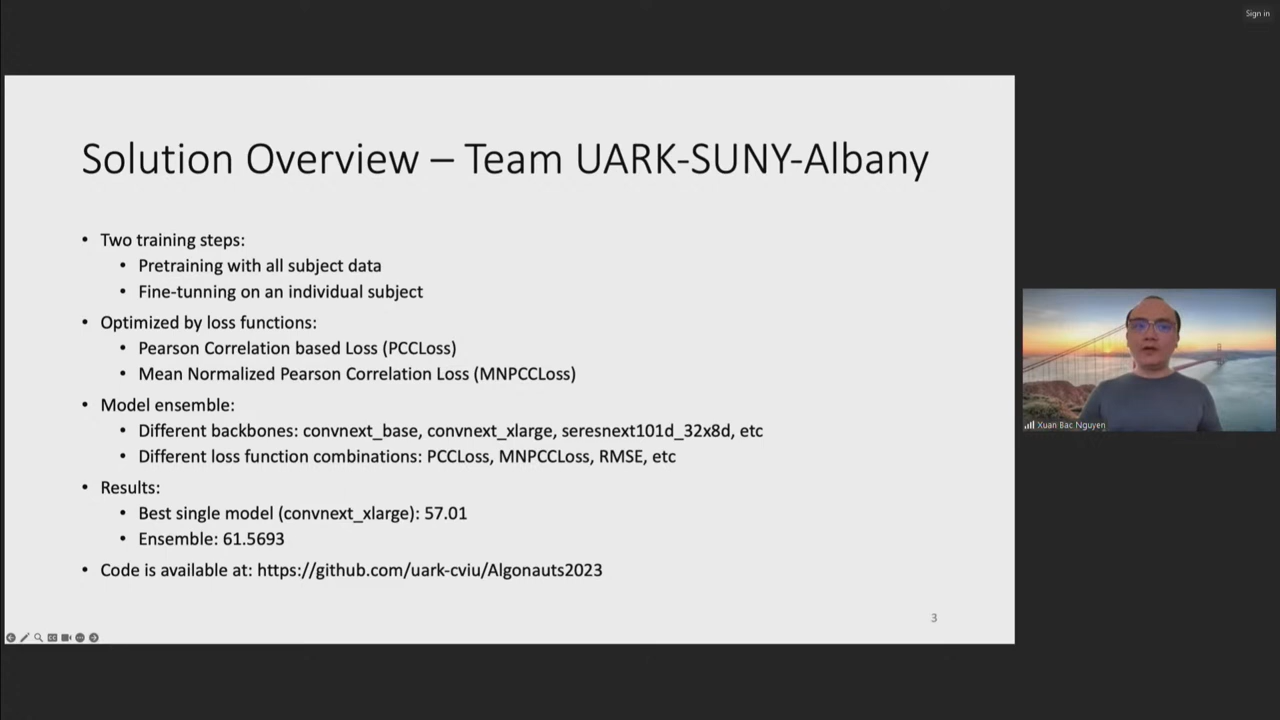 Sign in
Solution Overview – Team UARK-SUNY-Albany
• Two training steps:
• Pretraining with all subject data
• Fine-tunning on an individual subject
• Optimized by loss functions:
• Pearson Correlation based Loss (PCCLoss)
• Mean Normalized Pearson Correlation Loss (MNPCCLoss)
• Model ensemble:
• Different backbones: convnext_base, convnext_xlarge, seresnext101d_32x8d, etc
• Different loss function combinations: PCCLoss, MNPCCLoss, RMSE, etc
• Results:
• Best single model (convnext_xlarge): 57.01
• Ensemble: 61.5693
• Code is available at: https://github.com/uark-cviu/Algonauts2023
3
Xuan Bac Nguyen